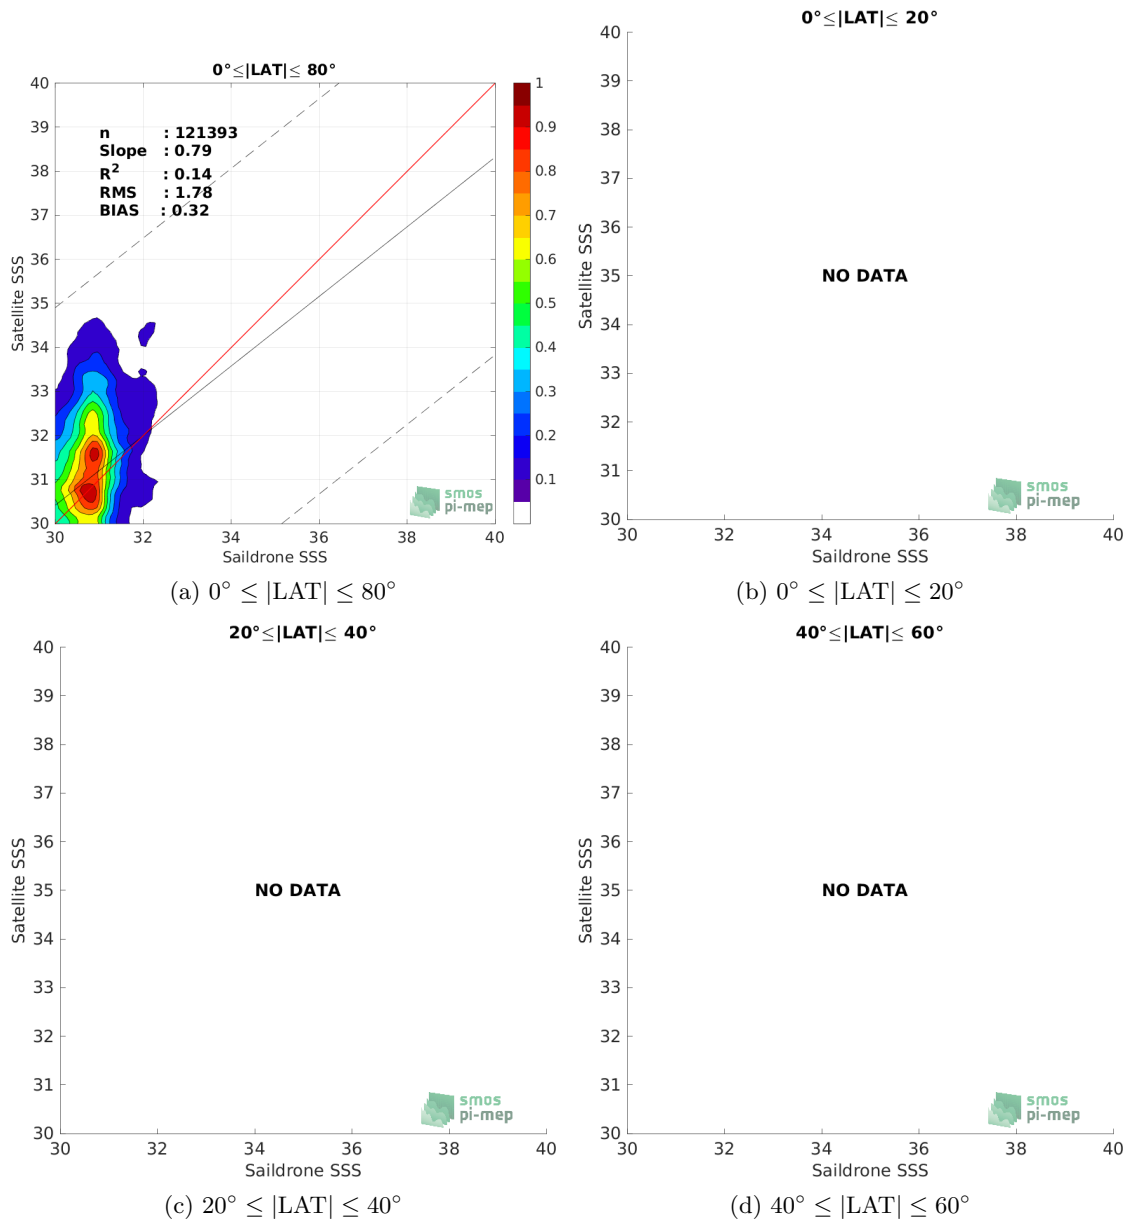 0°≤|LAT|≤ 80°
40
39
38
37
36
35
34
33
32
31
30
Satellite SSS
n : 121393
Slope : 0.79
R² : 0.14
RMS : 1.78
BIAS : 0.32
1
0.9
0.8
0.7
0.6
0.5
0.4
0.3
0.2
0.1
smos
pi-mep
30 32 34 36 38 40
Saildrone SSS
(a) 0° ≤ |LAT| ≤ 80°
0°≤|LAT|≤ 20°
40
39
38
37
36
35
34
33
32
31
30
Satellite SSS
NO DATA
smos
pi-mep
30 32 34 36 38 40
Saildrone SSS
(b) 0° ≤ |LAT| ≤ 20°
20°≤|LAT|≤ 40°
40
39
38
37
36
35
34
33
32
31
30
Satellite SSS
NO DATA
smos
pi-mep
30 32 34 36 38 40
Saildrone SSS
(c) 20° ≤ |LAT| ≤ 40°
40°≤|LAT|≤ 60°
40
39
38
37
36
35
34
33
32
31
30
Satellite SSS
NO DATA
smos
pi-mep
30 32 34 36 38 40
Saildrone SSS
(d) 40° ≤ |LAT| ≤ 60°